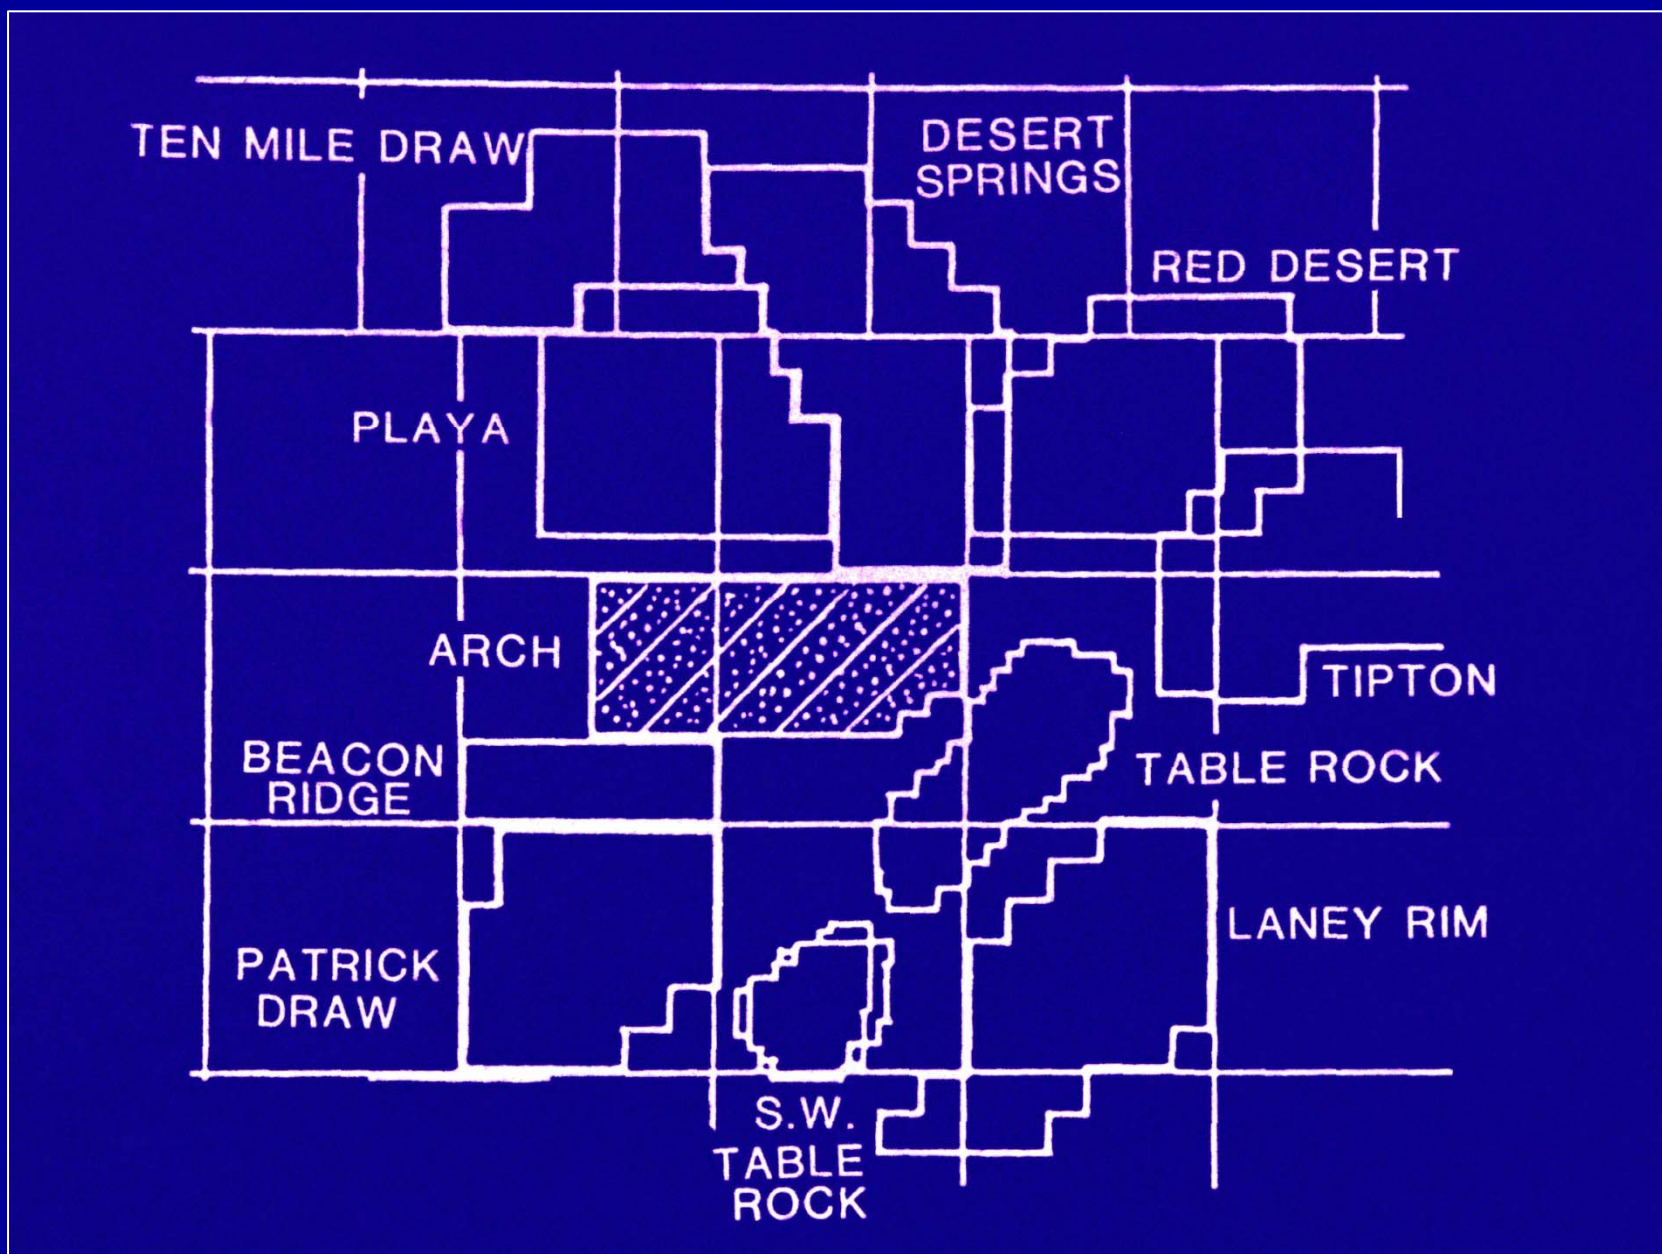 TEN MILE DRAW
DESERT
SPRINGS
RED DESERT
PLAYA
ARCH
TIPTON
BEACON
RIDGE
TABLE ROCK
LANEY RIM
PATRICK
DRAW
S.W.
TABLE
ROCK